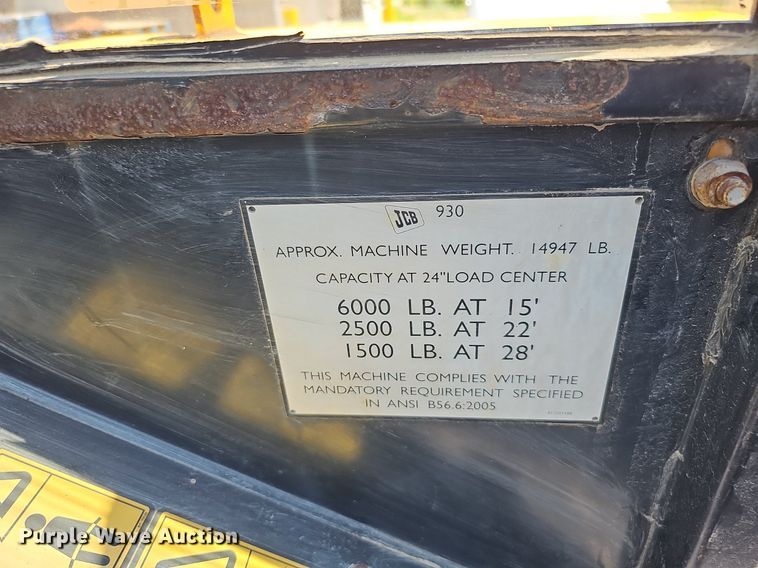 JCB 930
APPROX. MACHINE WEIGHT. 14947 LB.
CAPACITY AT 24"LOAD CENTER
6000 LB. AT 15'
2500 LB. AT 22'
1500 LB. AT 28'
THIS MACHINE COMPLIES WITH THE
MANDATORY REQUIREMENT SPECIFIED
IN ANSI B56.6:2005
Purple Wave Auction